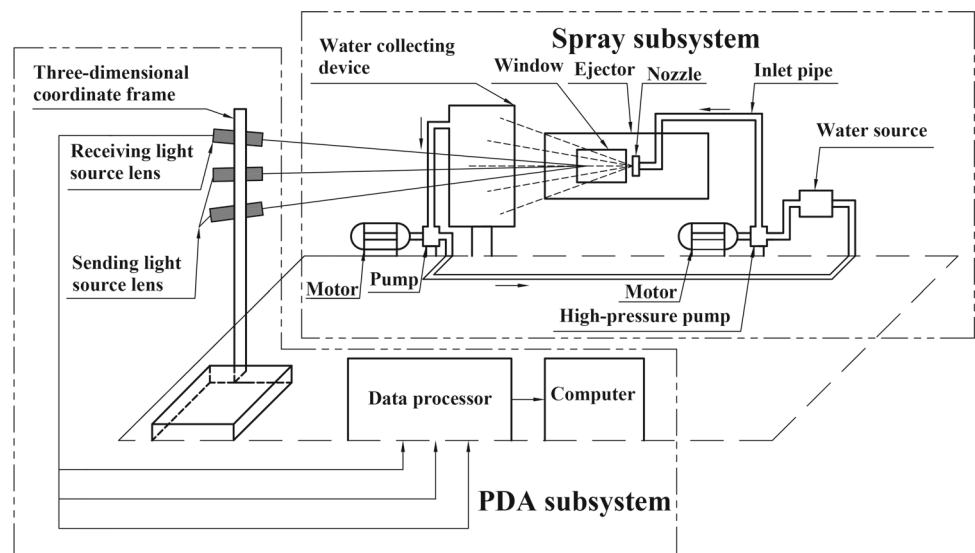 Spray subsystem
Water collecting
device
Window
Ejector
Nozzle
Inlet pipe
Water source
Three-dimensional
coordinate frame
Receiving light
source lens
Sending light
source lens
Motor
Pump
Motor
High-pressure pump
Data processor
Computer
PDA subsystem